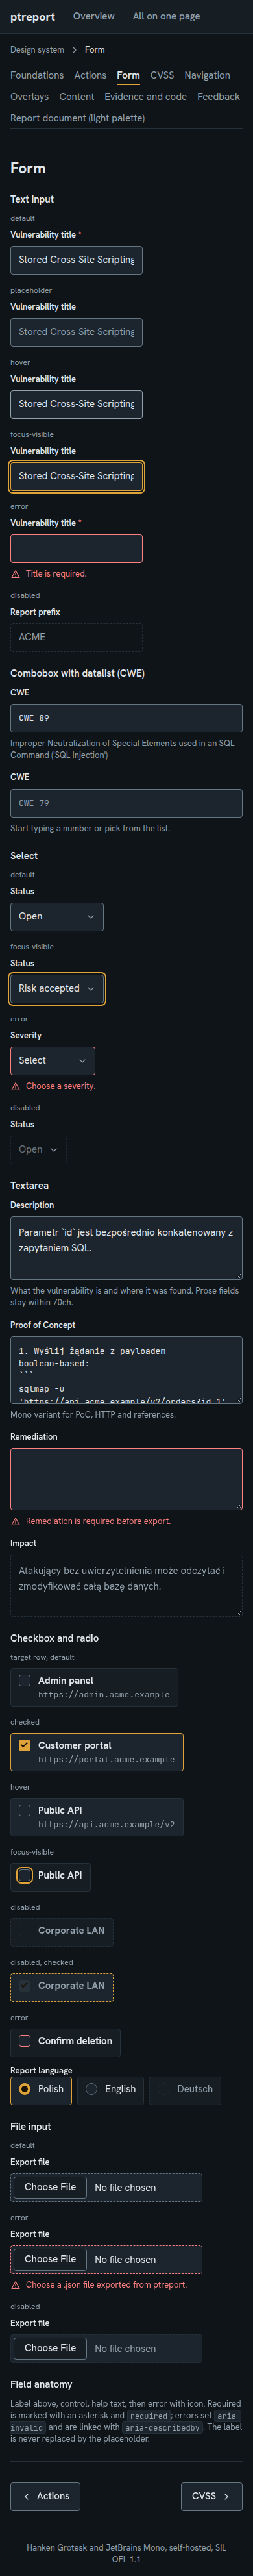 ptreport Overview All on one page
Design system > Form
Foundations Actions Form CVSS Navigation
Overlays Content Evidence and code Feedback
Report document (light palette)
Form
Text input
default
Vulnerability title *
Stored Cross-Site Scripting
placeholder
Vulnerability title
Stored Cross-Site Scripting
hover
Vulnerability title
Stored Cross-Site Scripting
focus-visible
Vulnerability title
Stored Cross-Site Scripting
error
Vulnerability title *
Title is required.
disabled
Report prefix
ACME
Combobox with datalist (CWE)
CWE
CWE-89
Improper Neutralization of Special Elements used in an SQL
Command ('SQL Injection')
CWE
CWE-79
Start typing a number or pick from the list.
Select
default
Status
Open
focus-visible
Status
Risk accepted
error
Severity
Select
Choose a severity.
disabled
Status
Open
Textarea
Description
Parametr `id` jest bezpośrednio konkatenowany z
zapytaniem SQL.
What the vulnerability is and where it was found. Prose fields
stay within 70ch.
Proof of Concept
1. Wyślij żądanie z payloadem
boolean-based:
```
sqlmap -u
'https://api.acme.example/v2/orders?id=1'
Mono variant for PoC, HTTP and references.
Remediation
Remediation is required before export.
Impact
Atakujący bez uwierzytelnienia może odczytać i
zmodyfikować całą bazę danych.
Checkbox and radio
target row, default
Admin panel
https://admin.acme.example
checked
Customer portal
https://portal.acme.example
hover
Public API
https://api.acme.example/v2
focus-visible
Public API
disabled
Corporate LAN
disabled, checked
Corporate LAN
error
Confirm deletion
Report language
Polish English Deutsch
File input
default
Export file
Choose File No file chosen
error
Export file
Choose File No file chosen
Choose a .json file exported from ptreport.
disabled
Export file
Choose File No file chosen
Field anatomy
Label above, control, help text, then error with icon. Required
is marked with an asterisk and required; errors set aria-
invalid and are linked with aria-describedby. The label
is never replaced by the placeholder.
Actions CVSS
Hanken Grotesk and JetBrains Mono, self-hosted, SIL
OFL 1.1